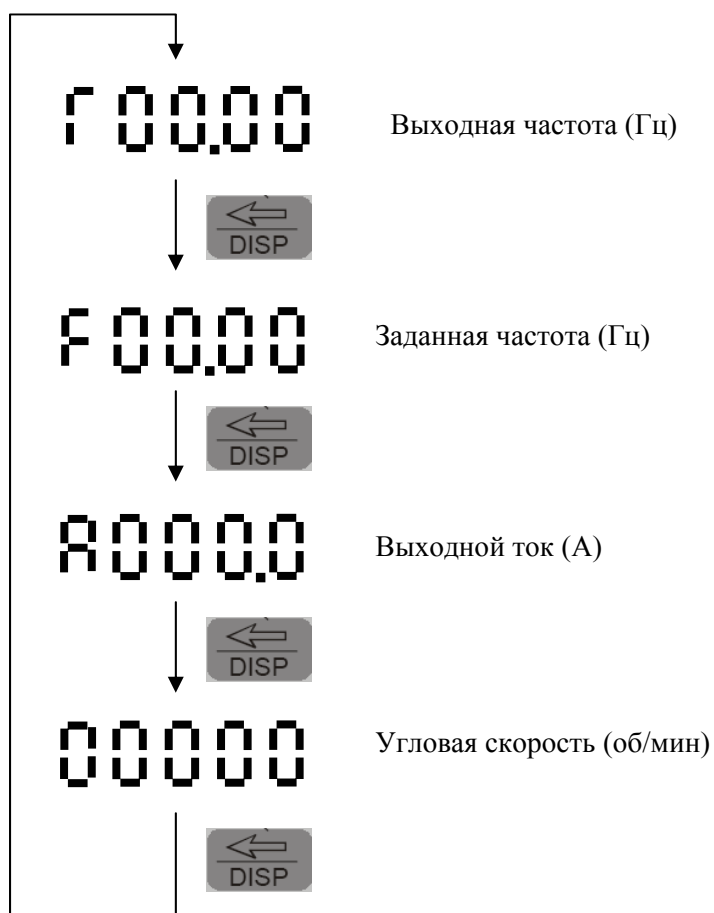 Г00.00
Выходная частота (Гц)
DISP
F00.00
Заданная частота (Гц)
DISP
A000.0
Выходной ток (А)
DISP
00000
Угловая скорость (об/мин)
DISP